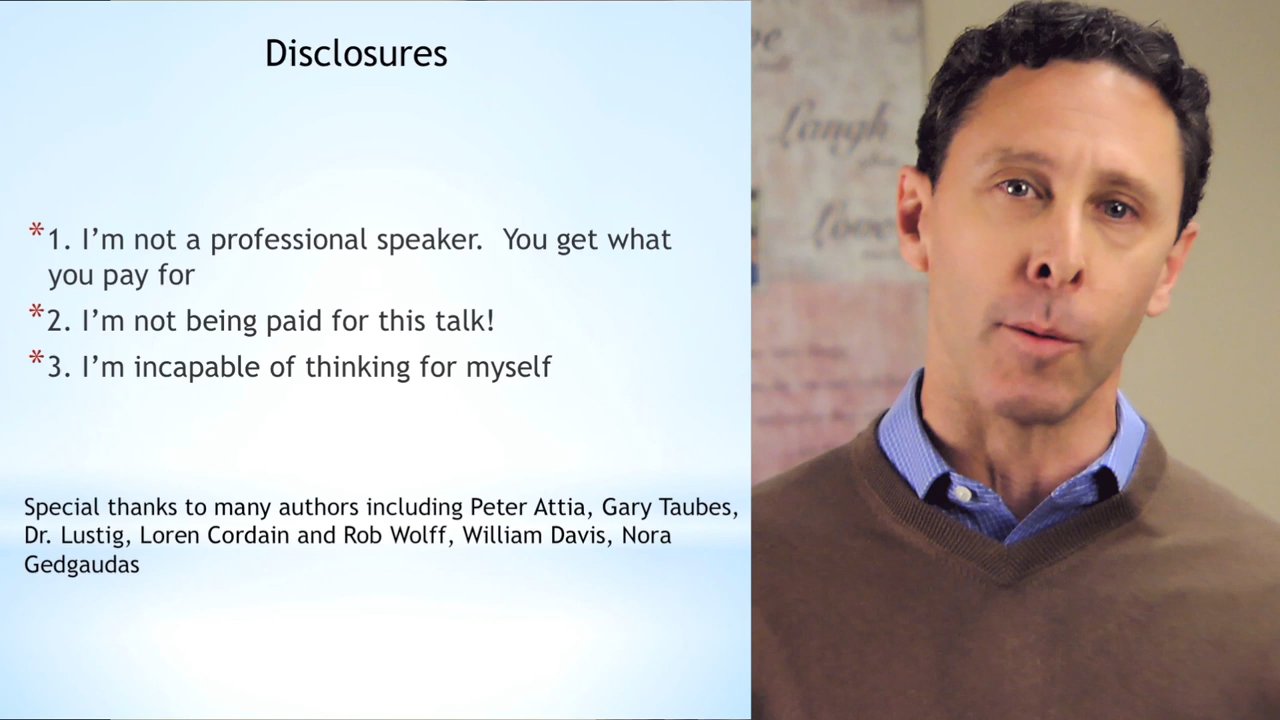 Disclosures
*1. I’m not a professional speaker.  You get what
you pay for
*2. I’m not being paid for this talk!
*3. I’m incapable of thinking for myself
Special thanks to many authors including Peter Attia, Gary Taubes,
Dr. Lustig, Loren Cordain and Rob Wolff, William Davis, Nora
Gedgaudas
Laugh
love